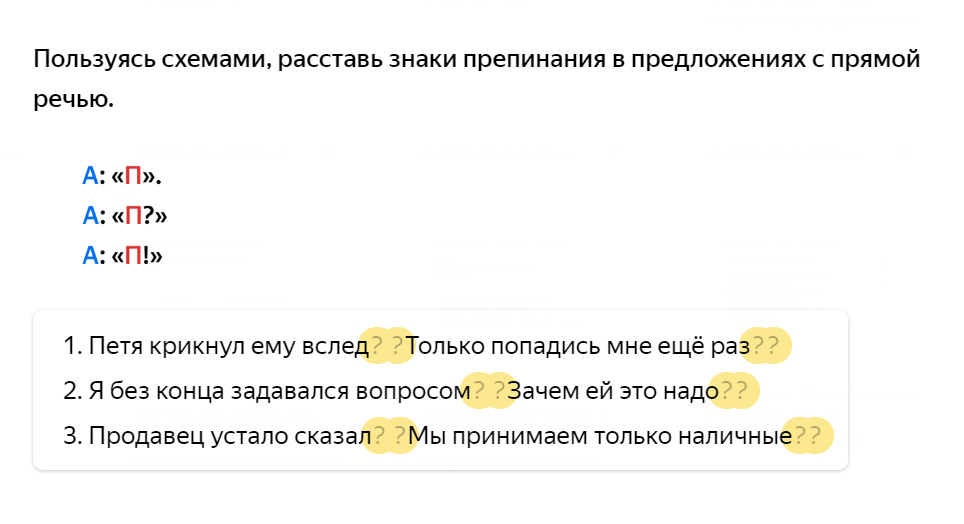 Пользуясь схемами, расставь знаки препинания в предложениях с прямой
речью.
А: «П».
А: «П?»
А: «П!»
1. Петя крикнул ему вслед? ?Только попадись мне ещё раз??
2. Я без конца задавался вопросом? ?Зачем ей это надо??
3. Продавец устало сказал? ?Мы принимаем только наличные??